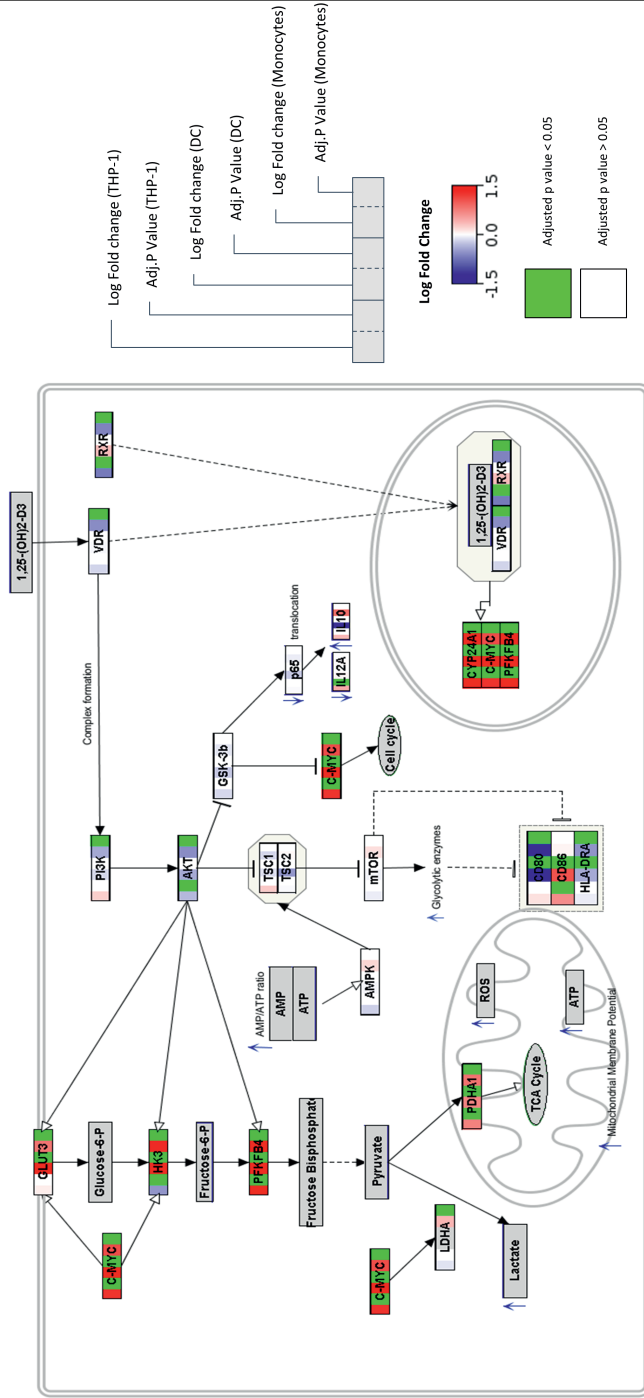 Log Fold change (THP-1)
Adj.P Value (THP-1)
Log Fold change (DC)
Adj.P Value (DC)
Log Fold change (Monocytes)
Adj.P Value (Monocytes)
Log Fold Change
-1.5
0.0
1.5
Adjusted p value < 0.05
Adjusted p value > 0.05
1,25-(OH)2-D3
RXR
VDR
Complex formation
PI3K
AKT
GSK-3b
p65
translocation
IL12A
IL10
C-MYC
Cell cycle
1,25-(OH)2-D3
VDR
RXR
CYP24A1
C-MYC
PFKFB4
TSC1
TSC2
mTOR
Glycolytic enzymes
CD80
CD86
HLA-DRA
AMP/ATP ratio
AMP
ATP
AMPK
GLUT3
Glucose-6-P
HK3
Fructose-6-P
PFKFB4
Fructose Bisphosphate
Pyruvate
C-MYC
C-MYC
LDHA
Lactate
PDHA1
TCA Cycle
ROS
ATP
Mitochondrial Membrane Potential